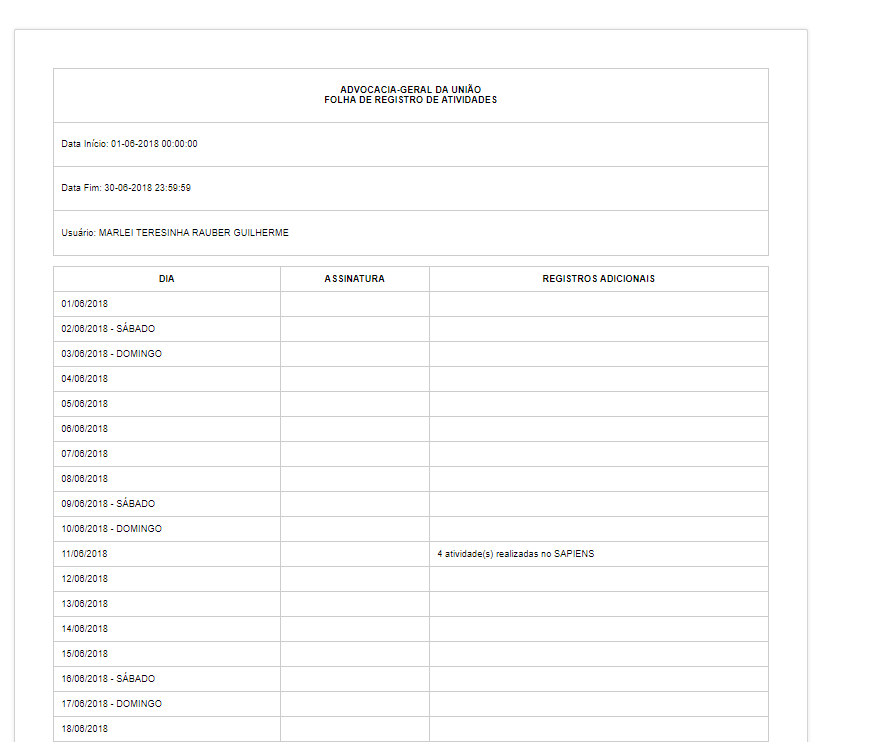 ADVOCACIA-GERAL DA UNIÃO
FOLHA DE REGISTRO DE ATIVIDADES
Data Início: 01-06-2018 00:00:00
Data Fim: 30-06-2018 23:59:59
Usuário: MARLEI TERESINHA RAUBER GUILHERME
DIA ASSINATURA REGISTROS ADICIONAIS
01/06/2018
02/06/2018 - SÁBADO
03/06/2018 - DOMINGO
04/06/2018
05/06/2018
06/06/2018
07/06/2018
08/06/2018
09/06/2018 - SÁBADO
10/06/2018 - DOMINGO
11/06/2018 4 atividade(s) realizadas no SAPIENS
12/06/2018
13/06/2018
14/06/2018
15/06/2018
16/06/2018 - SÁBADO
17/06/2018 - DOMINGO
18/06/2018